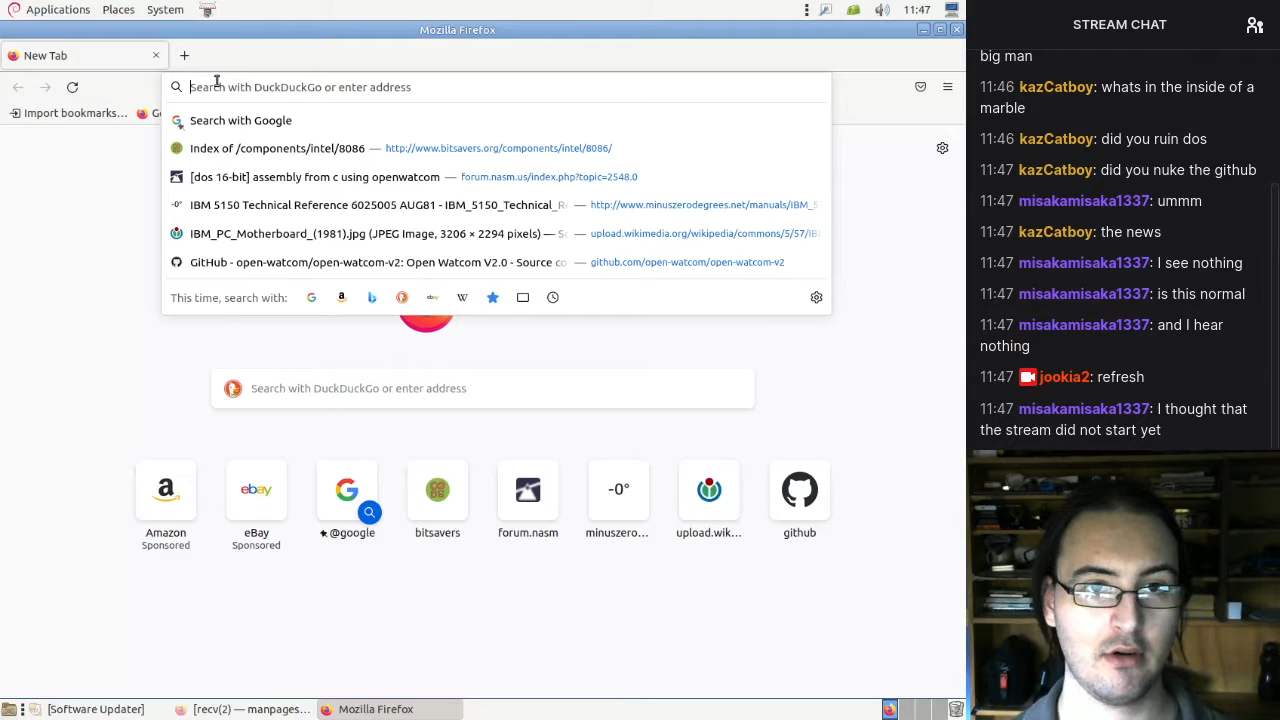 Applications Places System 11:47
Mozilla Firefox
New Tab
Search with DuckDuckGo or enter address
Import bookmarks...
Search with Google
Index of /components/intel/8086 — http://www.bitsavers.org/components/intel/8086/
[dos 16-bit] assembly from c using openwatcom — forum.nasm.us/index.php?topic=2548.0
-0° IBM 5150 Technical Reference 6025005 AUG81 - IBM_5150_Technical_Re — http://www.minuszerodegrees.net/manuals/IBM_5
IBM_PC_Motherboard_(1981).jpg (JPEG Image, 3206 × 2294 pixels) — Sc upload.wikimedia.org/wikipedia/commons/5/57/IB
GitHub - open-watcom/open-watcom-v2: Open Watcom V2.0 - Source co — github.com/open-watcom/open-watcom-v2
This time, search with:
Search with DuckDuckGo or enter address
Amazon
Sponsored
eBay
Sponsored
@google
bitsavers
forum.nasm
-0°
minuszero...
upload.wik...
github
[Software Updater]
[recv(2) — manpages...
Mozilla Firefox
STREAM CHAT
big man
11:46 kazCatboy: whats in the inside of a
marble
11:46 kazCatboy: did you ruin dos
11:47 kazCatboy: did you nuke the github
11:47 misakamisaka1337: ummm
11:47 kazCatboy: the news
11:47 misakamisaka1337: I see nothing
11:47 misakamisaka1337: is this normal
11:47 misakamisaka1337: and I hear
nothing
11:47 jookia2: refresh
11:47 misakamisaka1337: I thought that
the stream did not start yet